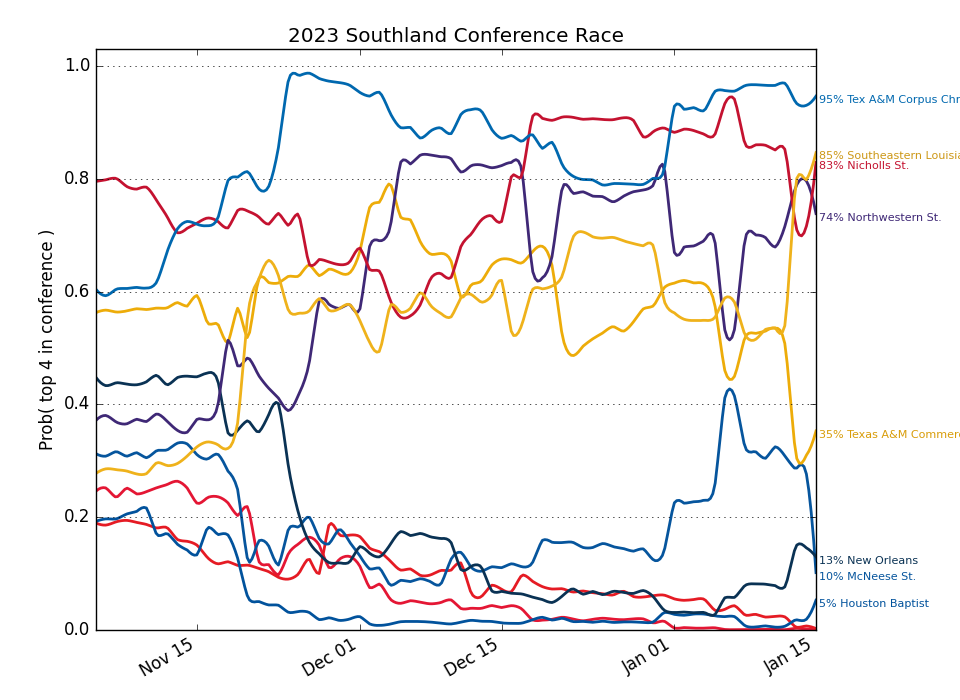 2023 Southland Conference Race
Prob( top 4 in conference )
1.0
0.8
0.6
0.4
0.2
0.0
Nov 15
Dec 01
Dec 15
Jan 01
Jan 15
95% Tex A&M Corpus Chr
85% Southeastern Louisia
83% Nicholls St.
74% Northwestern St.
35% Texas A&M Commerc
13% New Orleans
10% McNeese St.
5% Houston Baptist